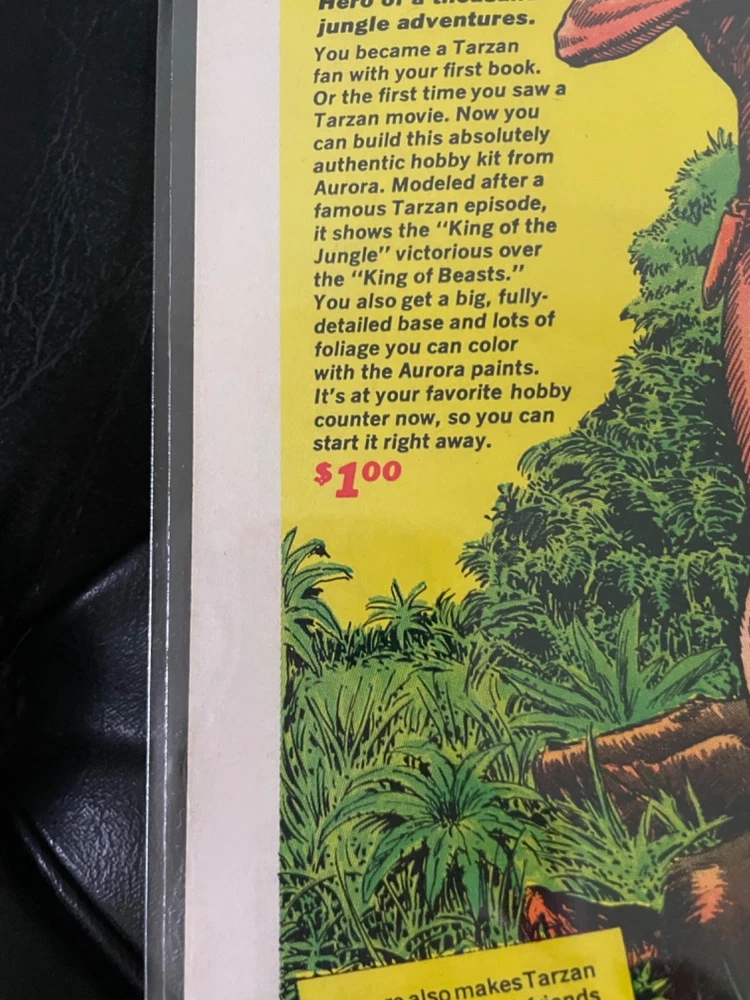 Hero of a thousand
jungle adventures.
You became a Tarzan
fan with your first book.
Or the first time you saw a
Tarzan movie. Now you
can build this absolutely
authentic hobby kit from
Aurora. Modeled after a
famous Tarzan episode,
it shows the “King of the
Jungle” victorious over
the “King of Beasts.”
You also get a big, fully-
detailed base and lots of
foliage you can color
with the Aurora paints.
It's at your favorite hobby
counter now, so you can
start it right away.
$1.00
also makes Tarzan
friends